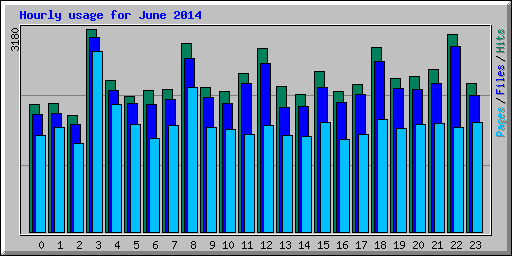 Hourly usage for June 2014
3180
Pages/Files/Hits
0 1 2 3 4 5 6 7 8 9 10 11 12 13 14 15 16 17 18 19 20 21 22 23